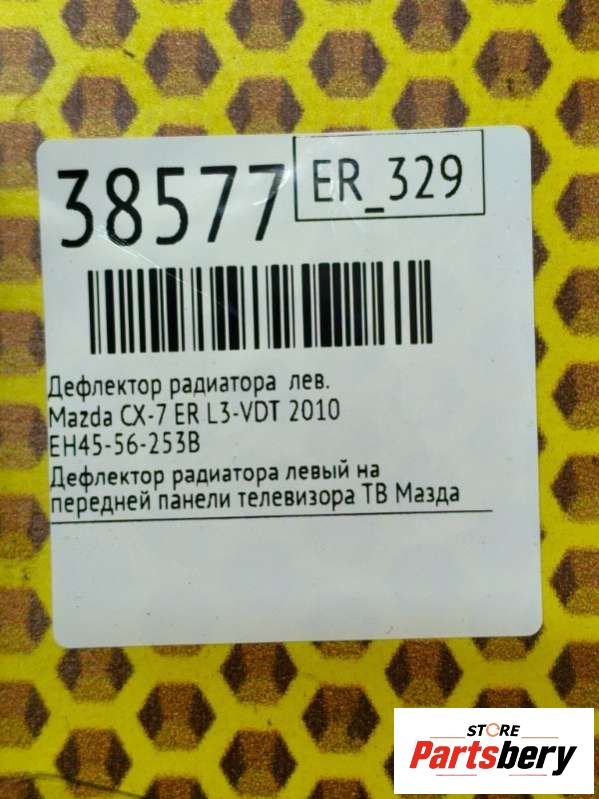 38577
ER_329
Дефлектор радиатора лев.
Mazda CX-7 ER L3-VDT 2010
EH45-56-253B
Дефлектор радиатора левый на
передней панели телевизора ТВ Мазда
STORE
Partsbery